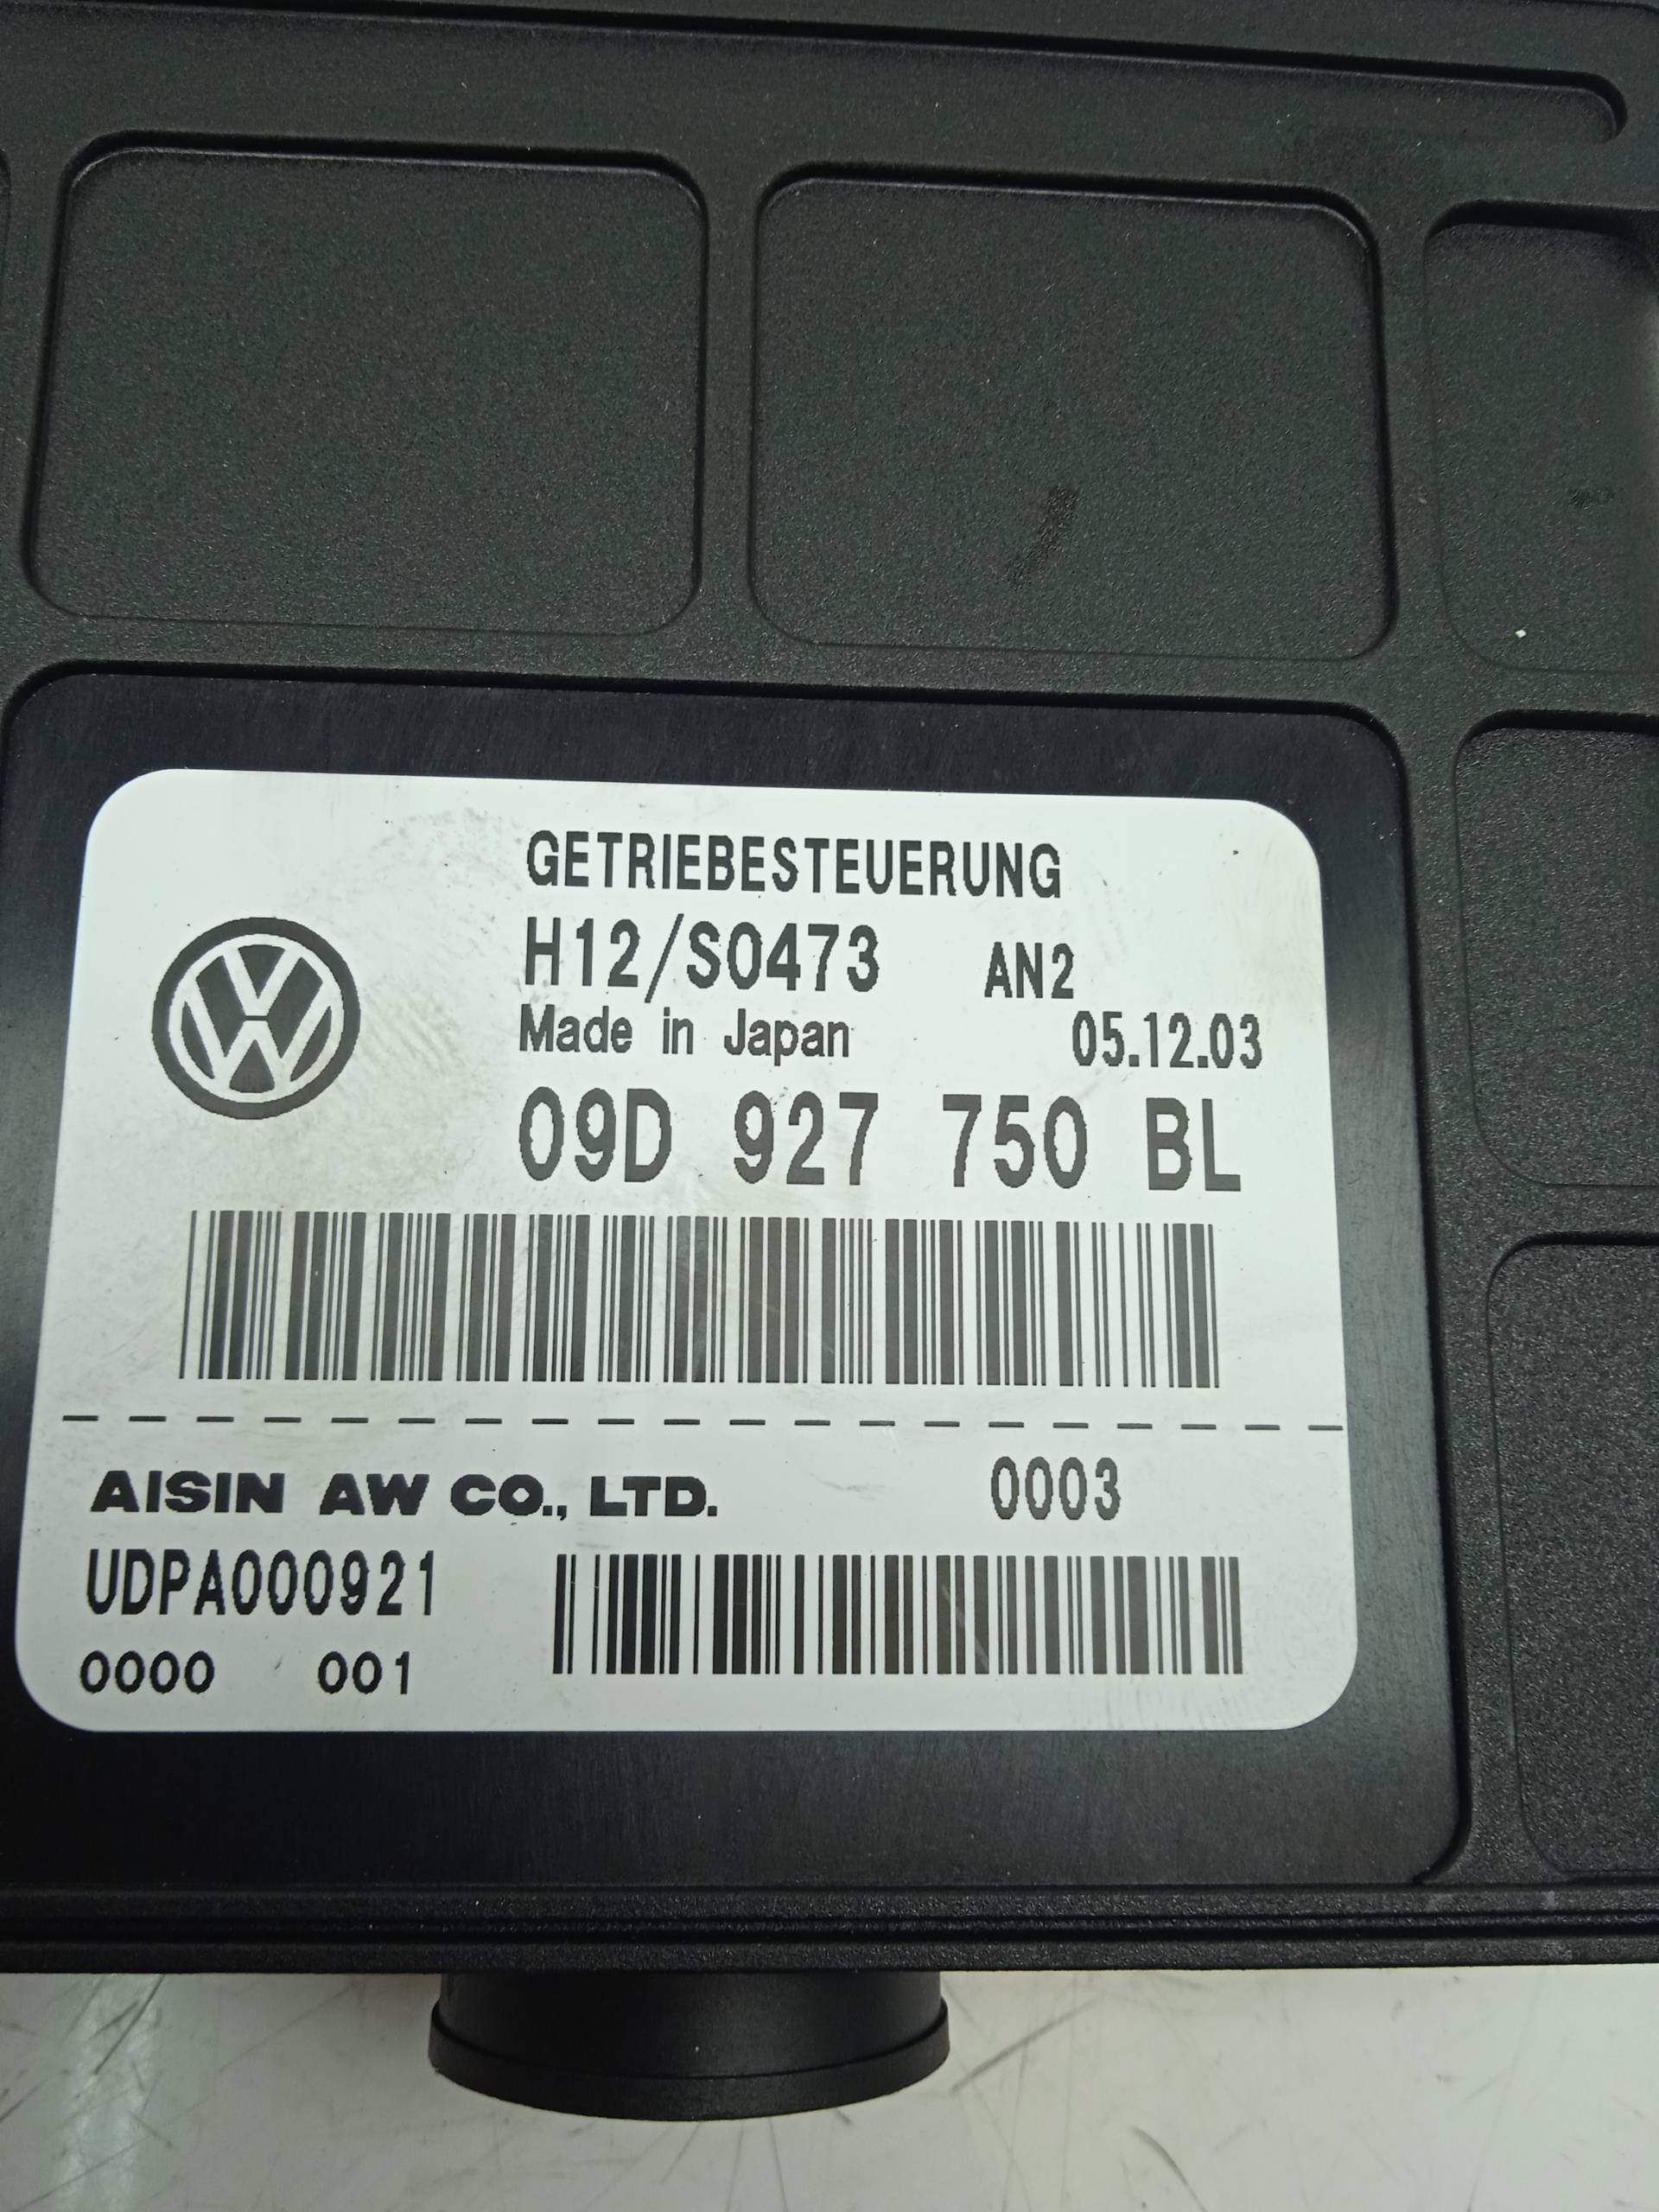 GETRIEBESTEUERUNG
H12/S0473 AN2
Made in Japan 05.12.03
09D 927 750 BL
AISIN AW CO., LTD. 0003
UDPA000921
0000 001